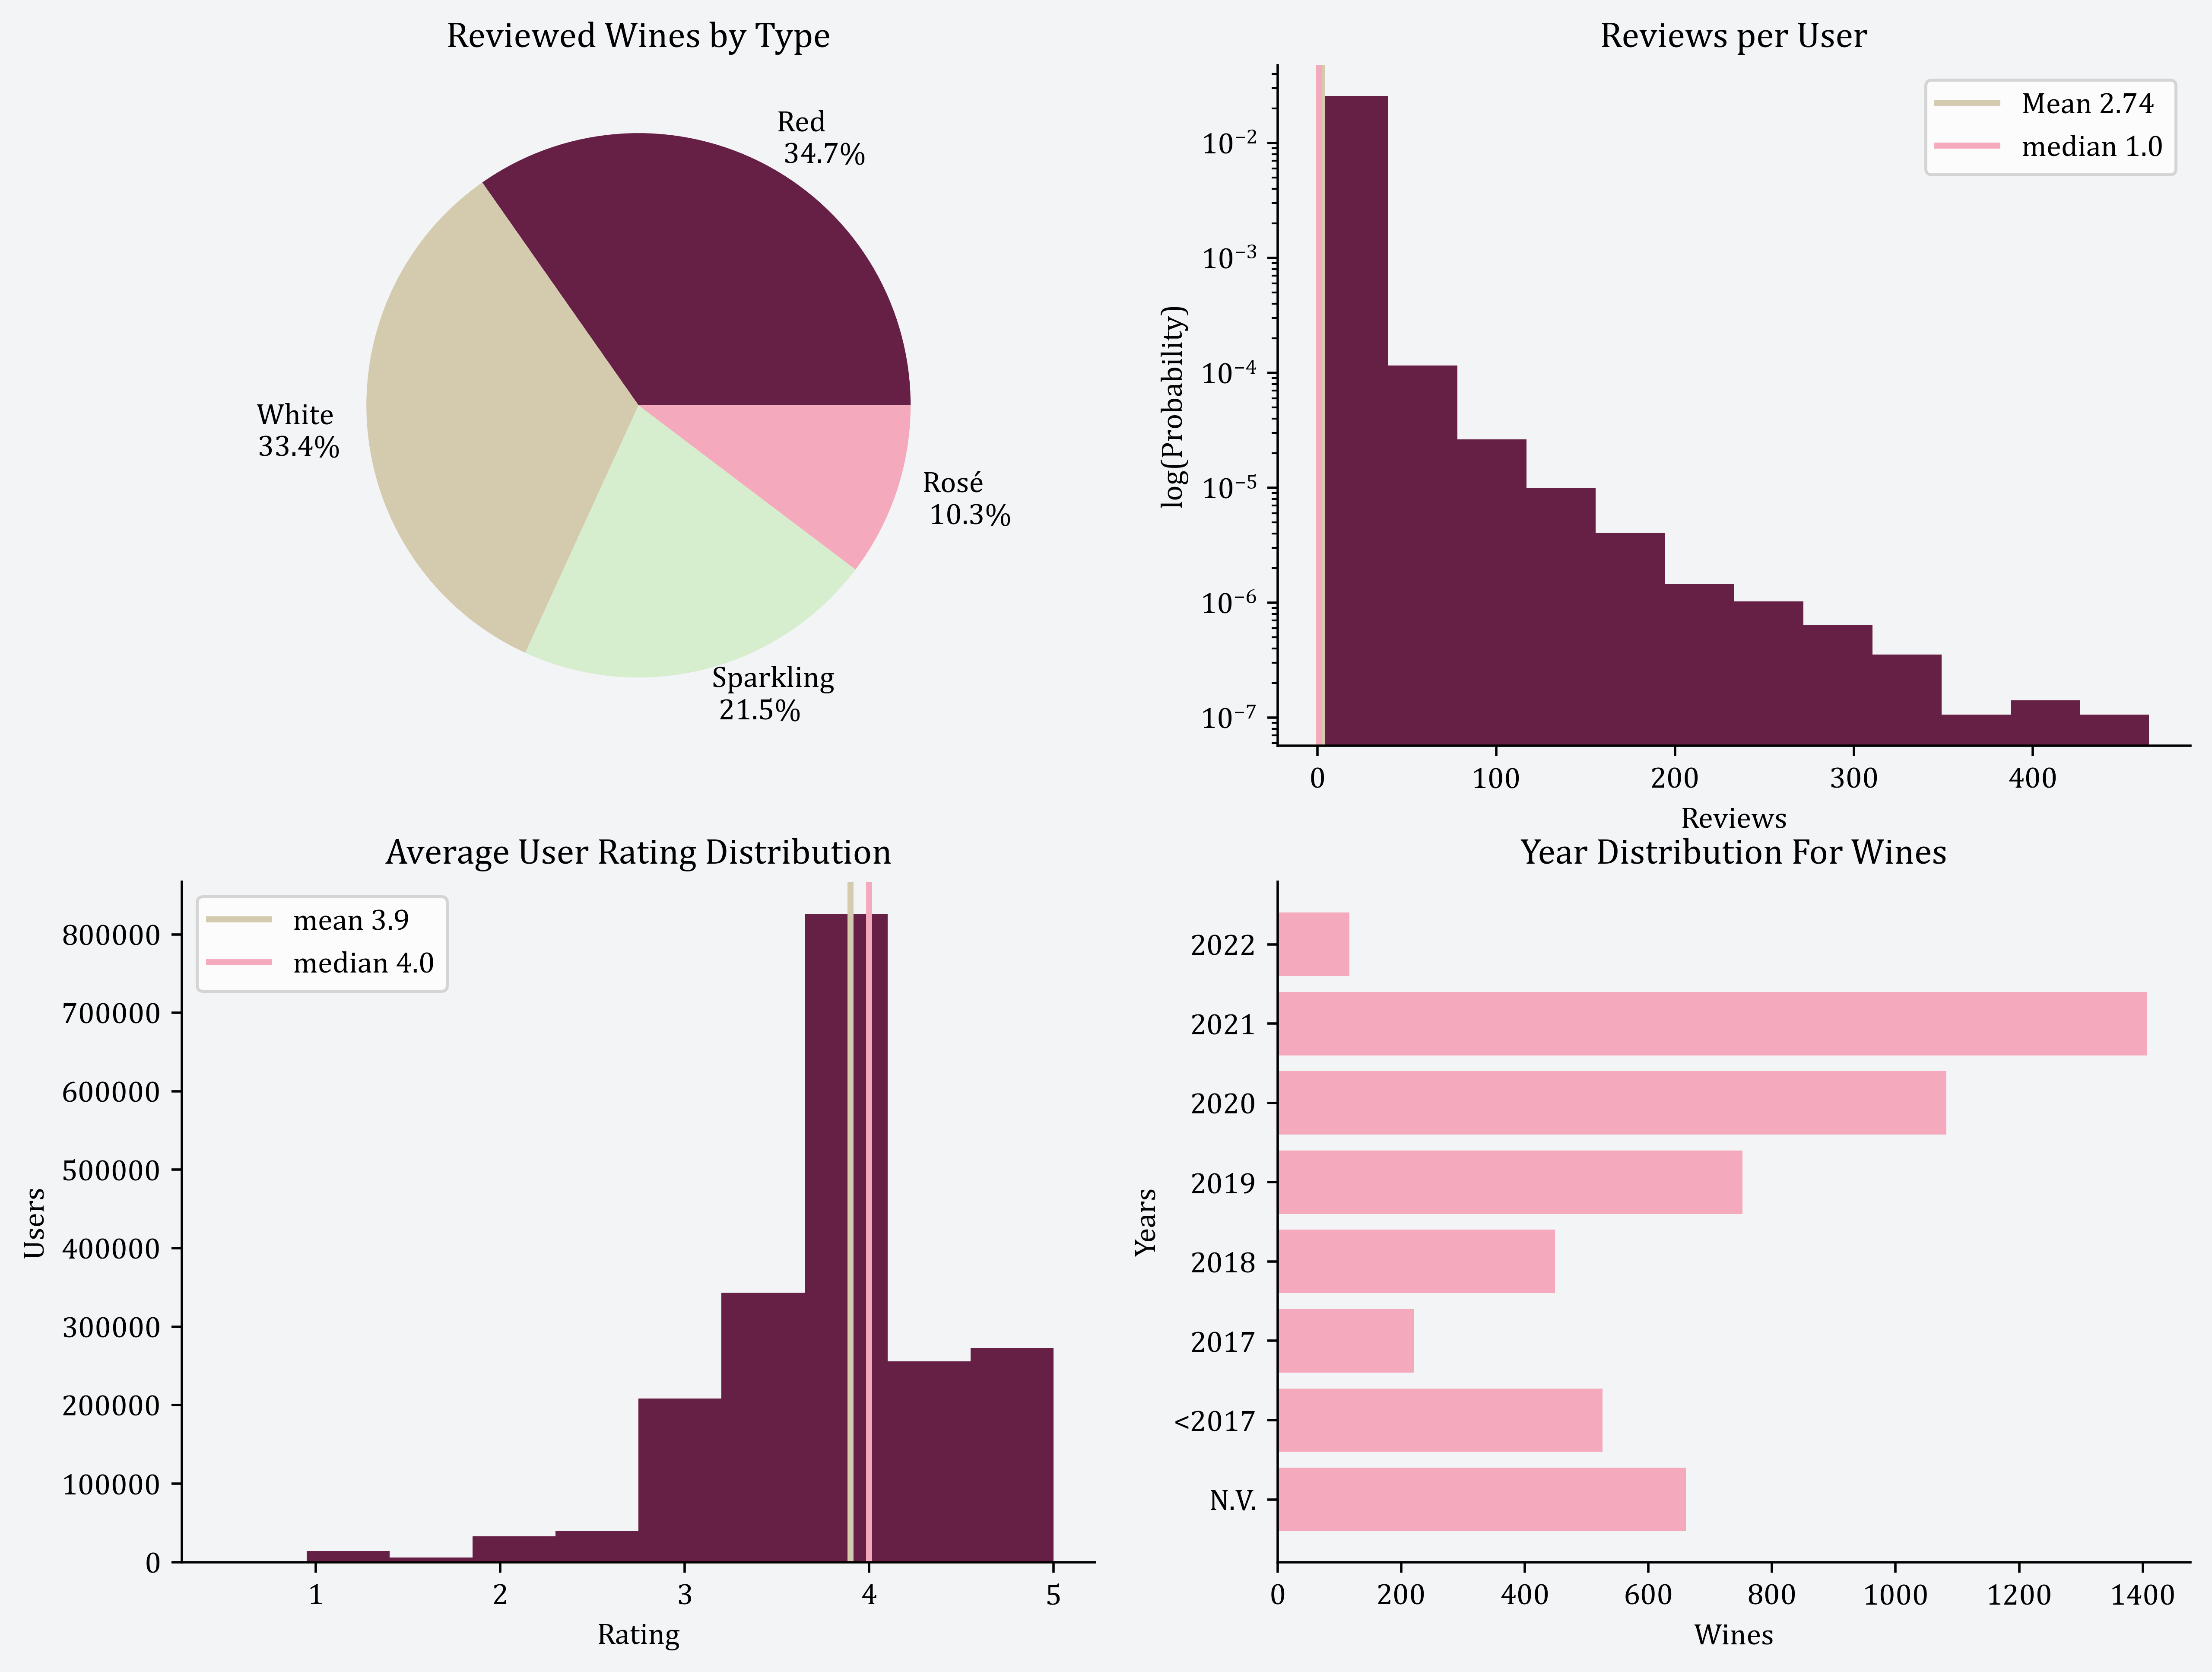 Reviewed Wines by Type
Red
34.7%
White
33.4%
Rosé
10.3%
Sparkling
21.5%
Reviews per User
Mean 2.74
median 1.0
log(Probability)
10⁻²
10⁻³
10⁻⁴
10⁻⁵
10⁻⁶
10⁻⁷
0 100 200 300 400
Reviews
Average User Rating Distribution
mean 3.9
median 4.0
Users
800000
700000
600000
500000
400000
300000
200000
100000
0
1 2 3 4 5
Rating
Year Distribution For Wines
Years
2022
2021
2020
2019
2018
2017
<2017
N.V.
0 200 400 600 800 1000 1200 1400
Wines